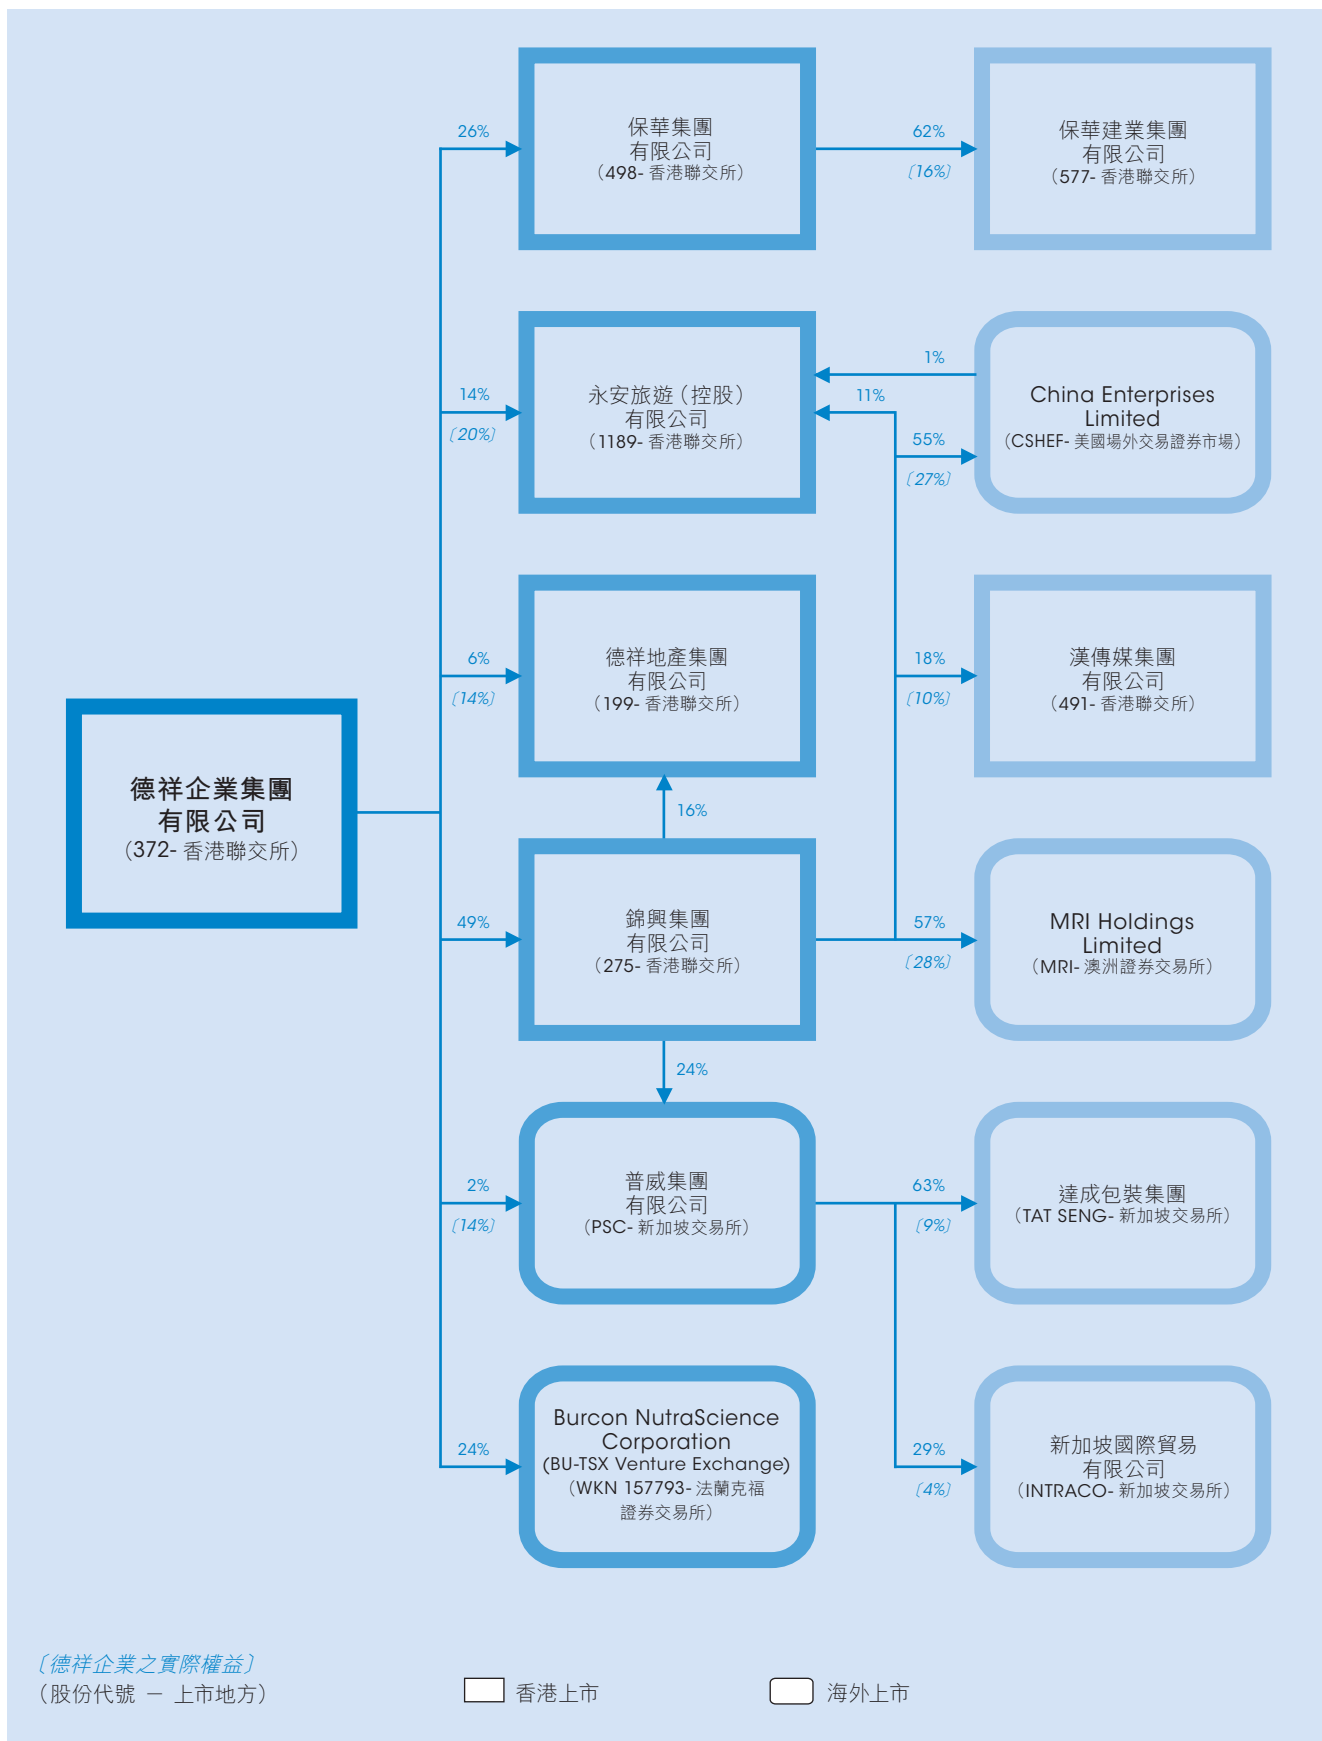 26%
保華集團
有限公司
（498- 香港聯交所）
62%
〔16%〕
保華建業集團
有限公司
（577- 香港聯交所）
14%
〔20%〕
永安旅遊（控股）
有限公司
（1189- 香港聯交所）
1%
11%
55%
〔27%〕
China Enterprises
Limited
（CSHEF- 美國場外交易證券市場）
6%
〔14%〕
德祥地產集團
有限公司
（199- 香港聯交所）
18%
〔10%〕
漢傳媒集團
有限公司
（491- 香港聯交所）
德祥企業集團
有限公司
（372- 香港聯交所）
16%
49%
錦興集團
有限公司
（275- 香港聯交所）
57%
〔28%〕
MRI Holdings
Limited
（MRI- 澳洲證券交易所）
24%
2%
〔14%〕
普威集團
有限公司
（PSC- 新加坡交易所）
63%
〔9%〕
達成包裝集團
（TAT SENG- 新加坡交易所）
24%
Burcon NutraScience
Corporation
(BU-TSX Venture Exchange)
（WKN 157793- 法蘭克福
證券交易所）
29%
〔4%〕
新加坡國際貿易
有限公司
（INTRACO- 新加坡交易所）
〔德祥企業之實際權益〕
（股份代號 － 上市地方）
香港上市
海外上市